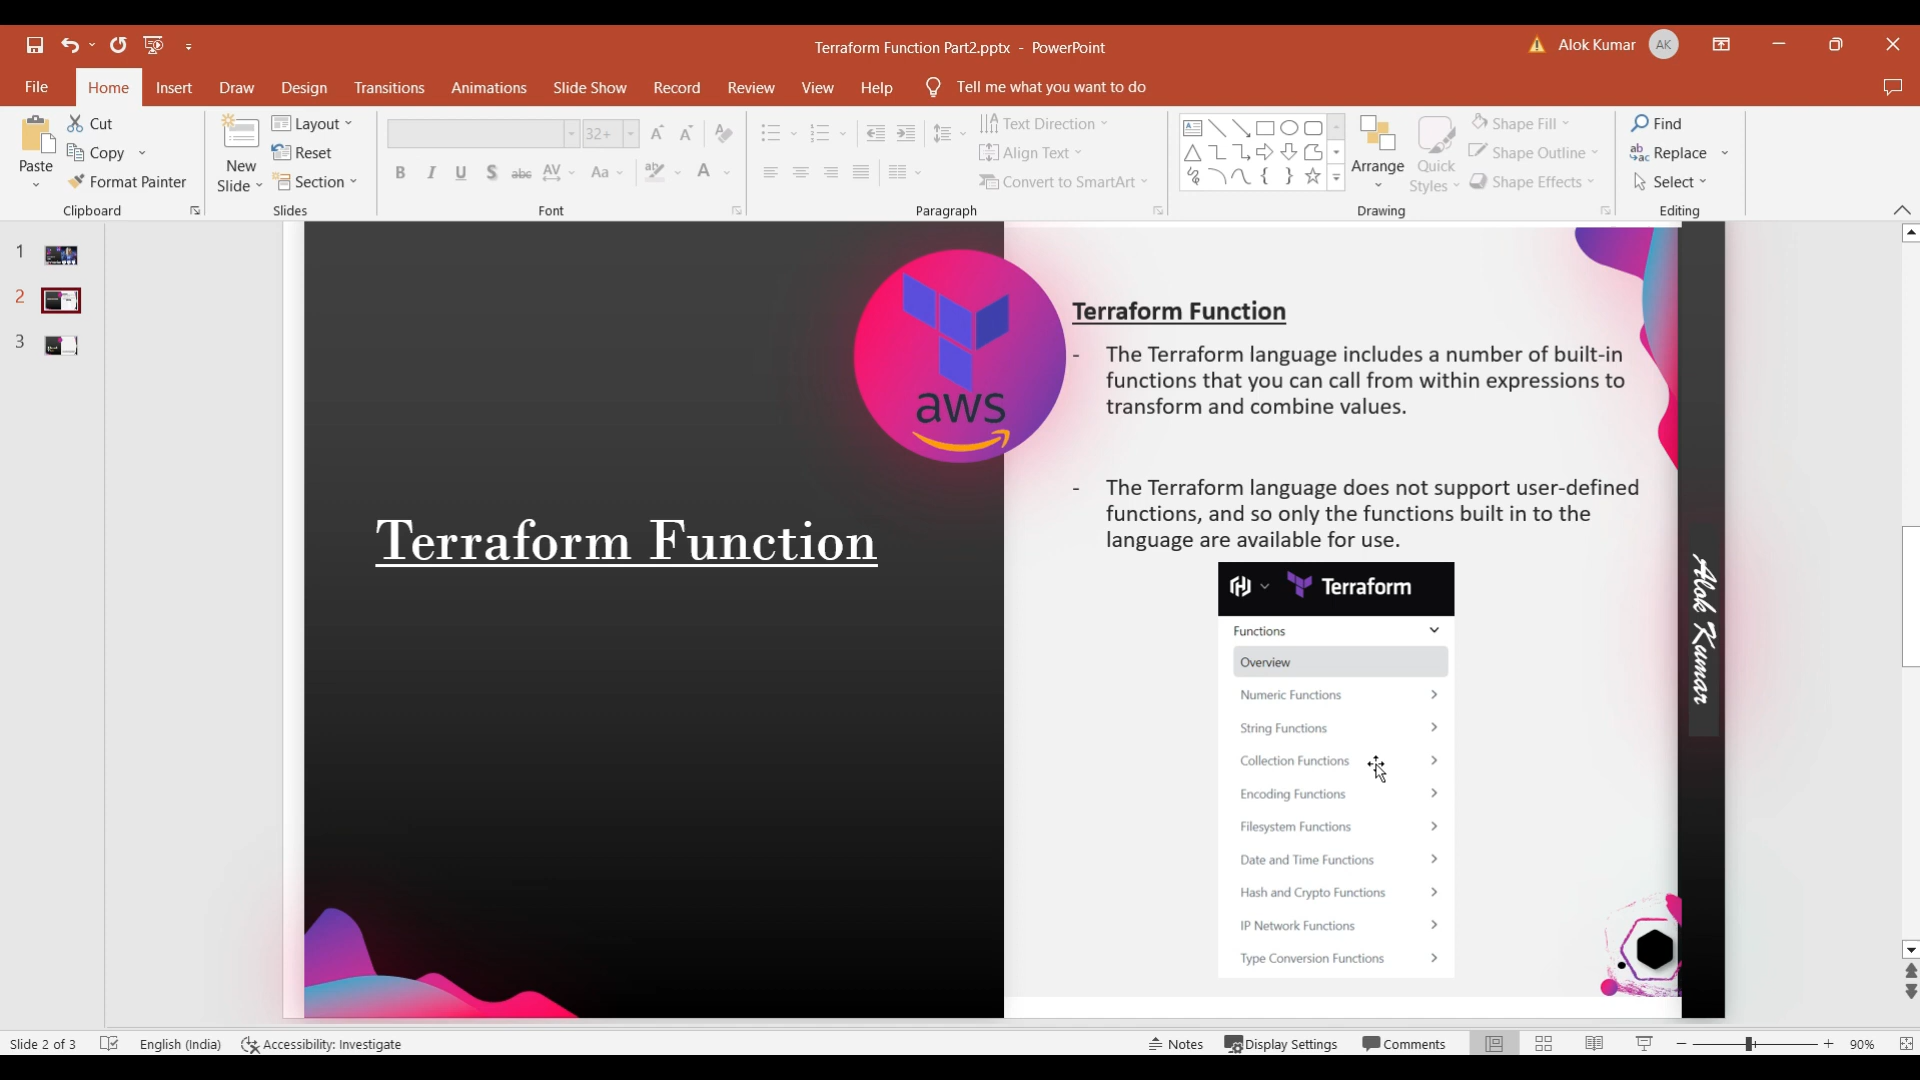 Terraform Function Part2.pptx - PowerPoint
Alok Kumar AK
File Home Insert Draw Design Transitions Animations Slide Show Record Review View Help Tell me what you want to do
Paste
Cut
Copy
Format Painter
Clipboard
New Slide
Layout
Reset
Section
Slides
32+
B I U S abc AV Aa A
Font
Text Direction
Align Text
Convert to SmartArt
Paragraph
Arrange
Quick Styles
Shape Fill
Shape Outline
Shape Effects
Drawing
Find
Replace
Select
Editing
1
2
3
Terraform Function
aws
Terraform Function
- The Terraform language includes a number of built-in
functions that you can call from within expressions to
transform and combine values.
- The Terraform language does not support user-defined
functions, and so only the functions built in to the
language are available for use.
Terraform
Functions
Overview
Numeric Functions
String Functions
Collection Functions
Encoding Functions
Filesystem Functions
Date and Time Functions
Hash and Crypto Functions
IP Network Functions
Type Conversion Functions
Alok Kumar
Slide 2 of 3 English (India) Accessibility: Investigate Notes Display Settings Comments 90%